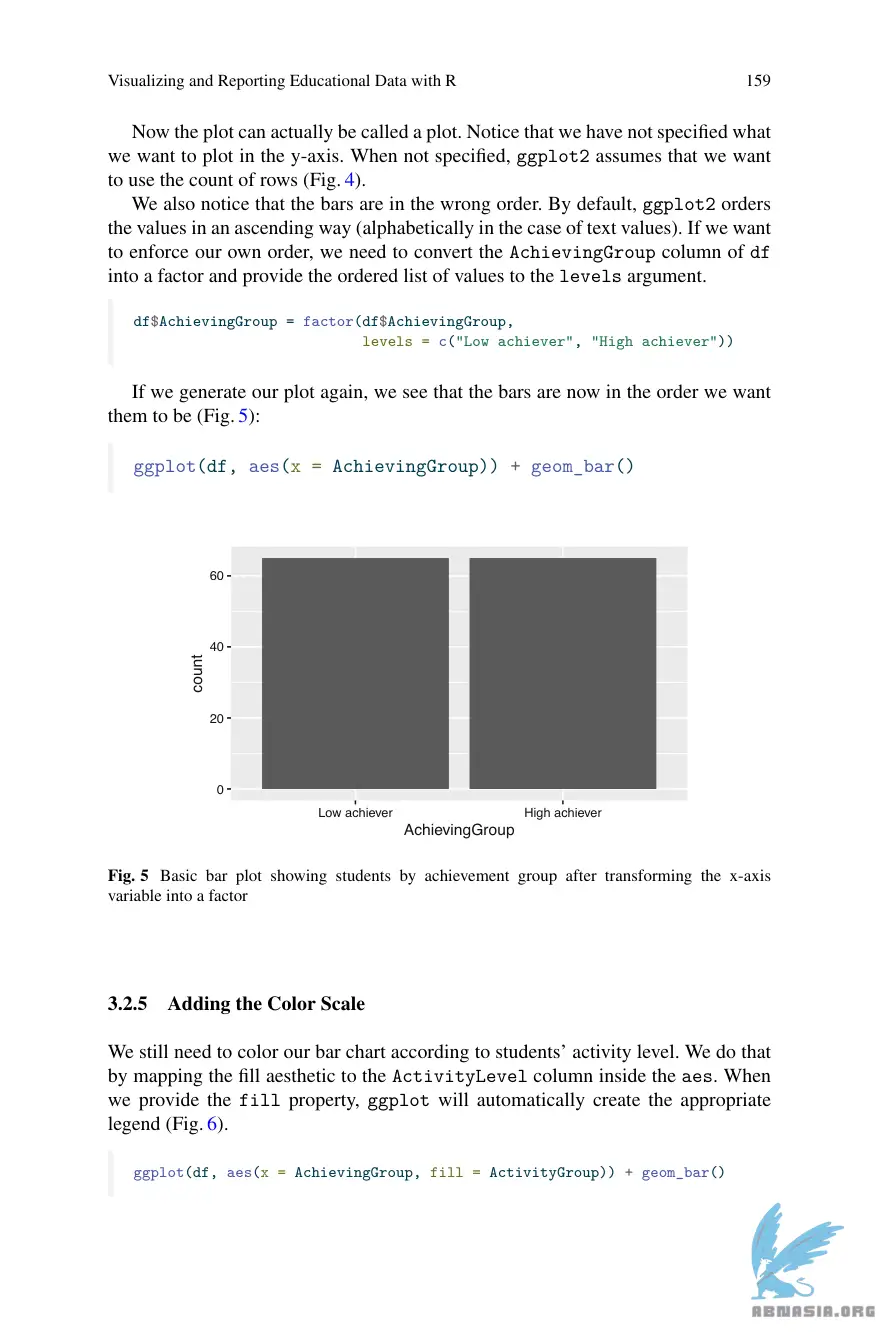 Visualizing and Reporting Educational Data with R 159
Now the plot can actually be called a plot. Notice that we have not specified what
we want to plot in the y-axis. When not specified, ggplot2 assumes that we want
to use the count of rows (Fig. 4).
We also notice that the bars are in the wrong order. By default, ggplot2 orders
the values in an ascending way (alphabetically in the case of text values). If we want
to enforce our own order, we need to convert the AchievingGroup column of df
into a factor and provide the ordered list of values to the levels argument.
df$AchievingGroup = factor(df$AchievingGroup,
levels = c("Low achiever", "High achiever"))
If we generate our plot again, we see that the bars are now in the order we want
them to be (Fig. 5):
ggplot(df, aes(x = AchievingGroup)) + geom_bar()
60
40
20
0
count
Low achiever High achiever
AchievingGroup
Fig. 5 Basic bar plot showing students by achievement group after transforming the x-axis
variable into a factor
3.2.5 Adding the Color Scale
We still need to color our bar chart according to students’ activity level. We do that
by mapping the fill aesthetic to the ActivityLevel column inside the aes. When
we provide the fill property, ggplot will automatically create the appropriate
legend (Fig. 6).
ggplot(df, aes(x = AchievingGroup, fill = ActivityGroup)) + geom_bar()
ABNASIA.ORG